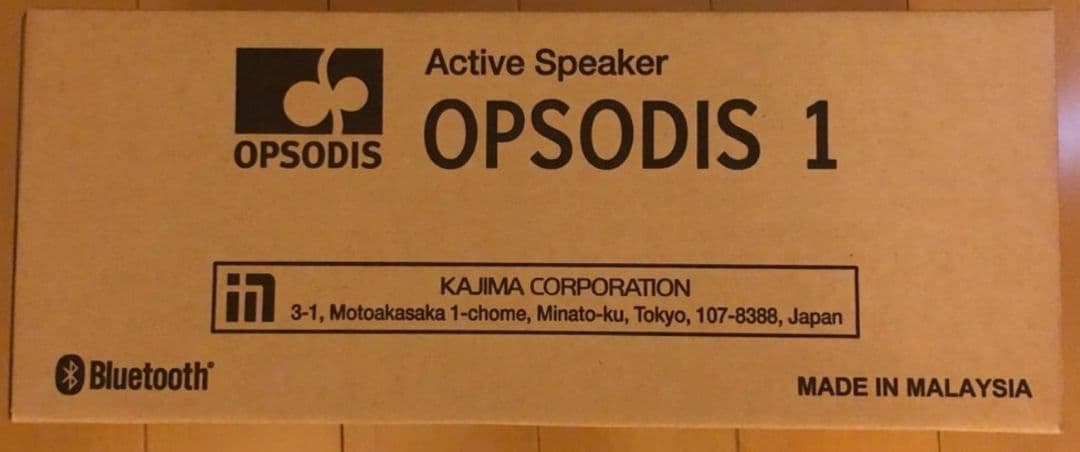 Active Speaker
OPSODIS
OPSODIS 1
KAJIMA CORPORATION
3-1, Motoakasaka 1-chome, Minato-ku, Tokyo, 107-8388, Japan
Bluetooth®
MADE IN MALAYSIA